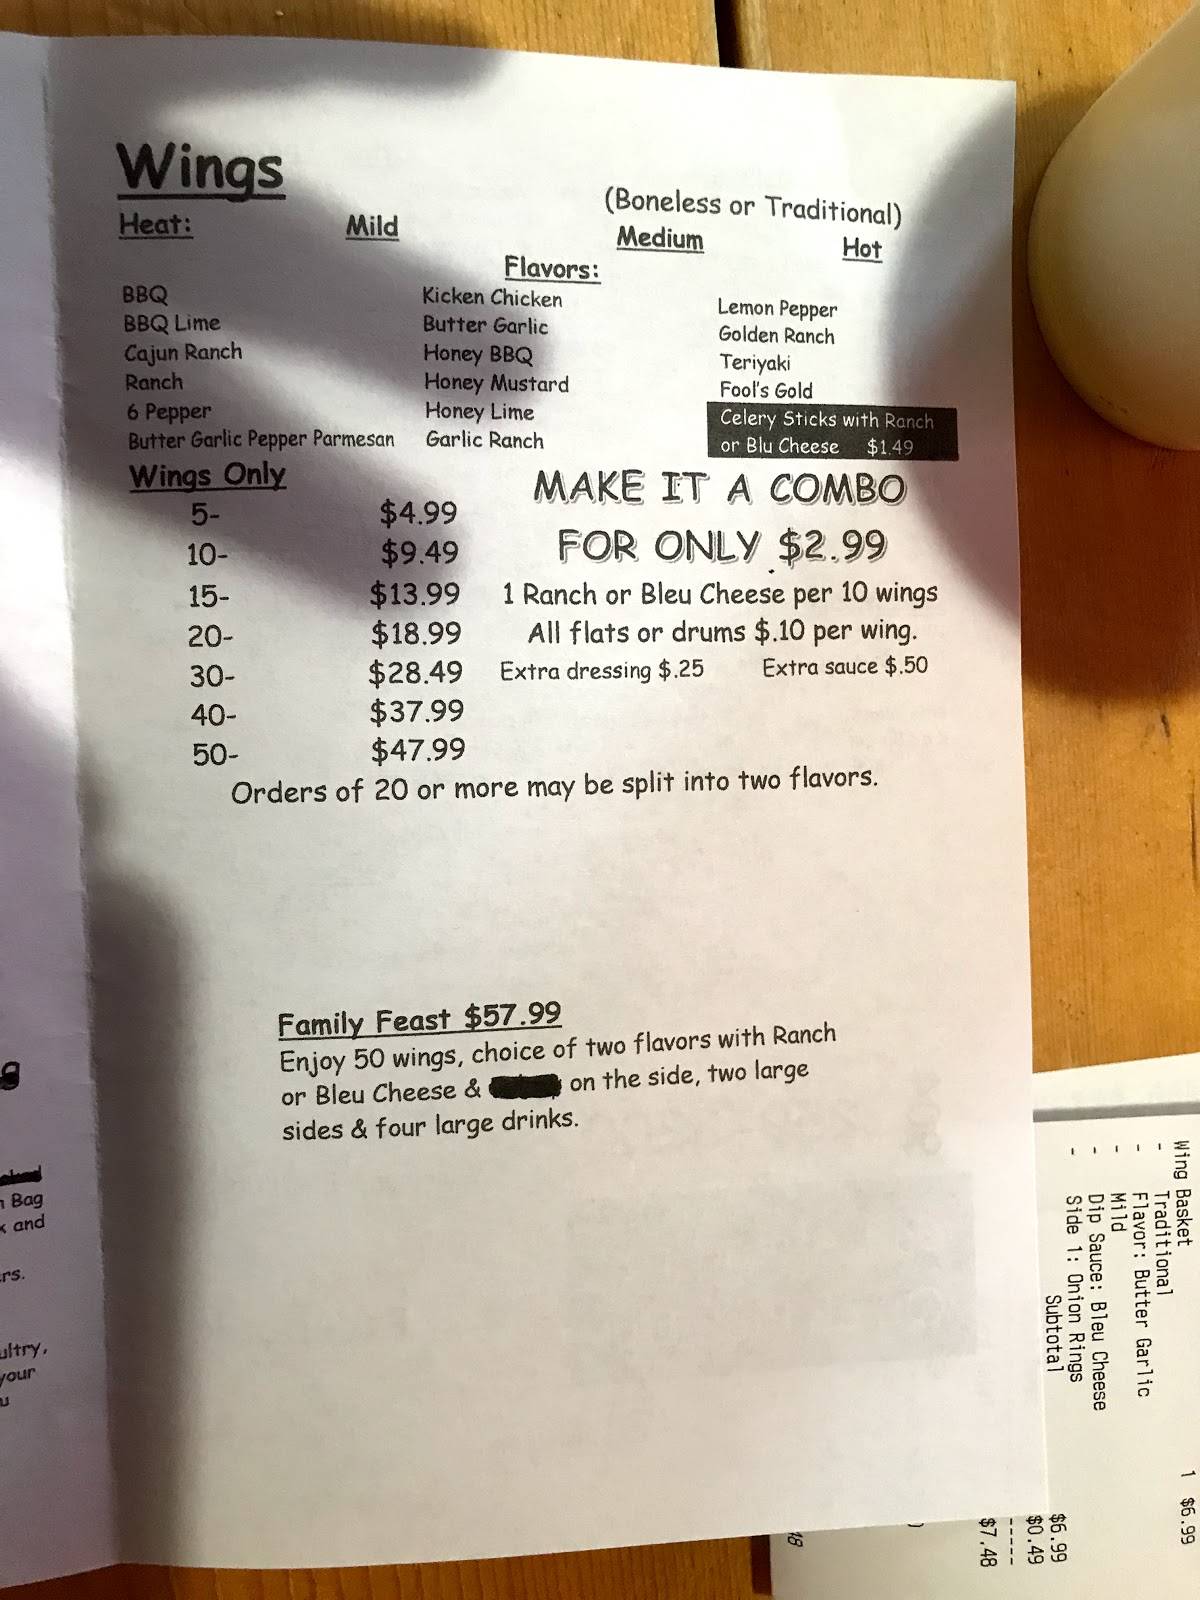 Wings
(Boneless or Traditional)
Heat: Mild Medium Hot
Flavors:
BBQ Kicken Chicken Lemon Pepper
BBQ Lime Butter Garlic Golden Ranch
Cajun Ranch Honey BBQ Teriyaki
Ranch Honey Mustard Fool's Gold
6 Pepper Honey Lime Celery Sticks with Ranch
Butter Garlic Pepper Parmesan Garlic Ranch or Blu Cheese $1.49
Wings Only
5- $4.99
10- $9.49
15- $13.99
20- $18.99
30- $28.49
40- $37.99
50- $47.99
MAKE IT A COMBO
FOR ONLY $2.99
1 Ranch or Bleu Cheese per 10 wings
All flats or drums $.10 per wing.
Extra dressing $.25 Extra sauce $.50
Orders of 20 or more may be split into two flavors.
Family Feast $57.99
Enjoy 50 wings, choice of two flavors with Ranch
or Bleu Cheese & on the side, two large
sides & four large drinks.
g
Bag
and
rs.
ultry,
your
u
Wing Basket 1 $6.99
- Traditional
- Flavor: Butter Garlic
- Mild
- Dip Sauce: Bleu Cheese
- Side 1: Onion Rings
Subtotal $6.99
$0.49
-----
$7.48
)
48